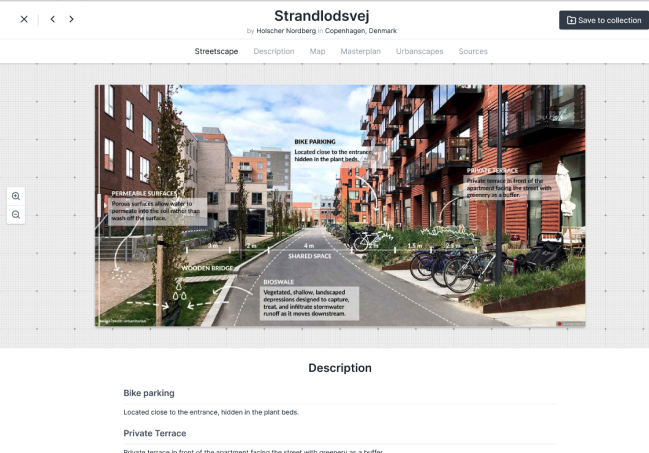 Strandlodsvej
by Holscher Nordberg in Copenhagen, Denmark
Save to collection
Streetscape Description Map Masterplan Urbanscapes Sources
BIKE PARKING
Located close to the entrance,
hidden in the plant beds.
PRIVATE TERRACE
Private terrace in front of the
apartment facing the street with
greenery as a buffer.
PERMEABLE SURFACES
Porous surfaces allow water to
permeate into the soil rather than
wash off the surface.
3 m 2 m 4 m 2 m 1.5 m 2.5 m
SHARED SPACE
WOODEN BRIDGE
BIOSWALE
Vegetated, shallow, landscaped
depressions designed to capture,
treat, and infiltrate stormwater
runoff as it moves downstream.
Description
Bike parking
Located close to the entrance, hidden in the plant beds.
Private Terrace
Private terrace in front of the apartment facing the street with greenery as a buffer.